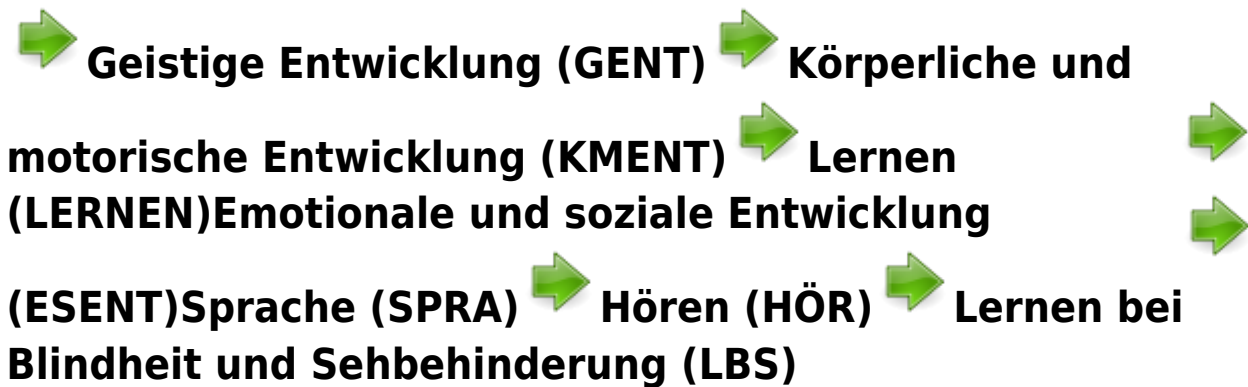 Geistige Entwicklung (GENT) Körperliche und
motorische Entwicklung (KMENT) Lernen
(LERNEN)Emotionale und soziale Entwicklung
(ESENT)Sprache (SPRA) Hören (HÖR) Lernen bei
Blindheit und Sehbehinderung (LBS)